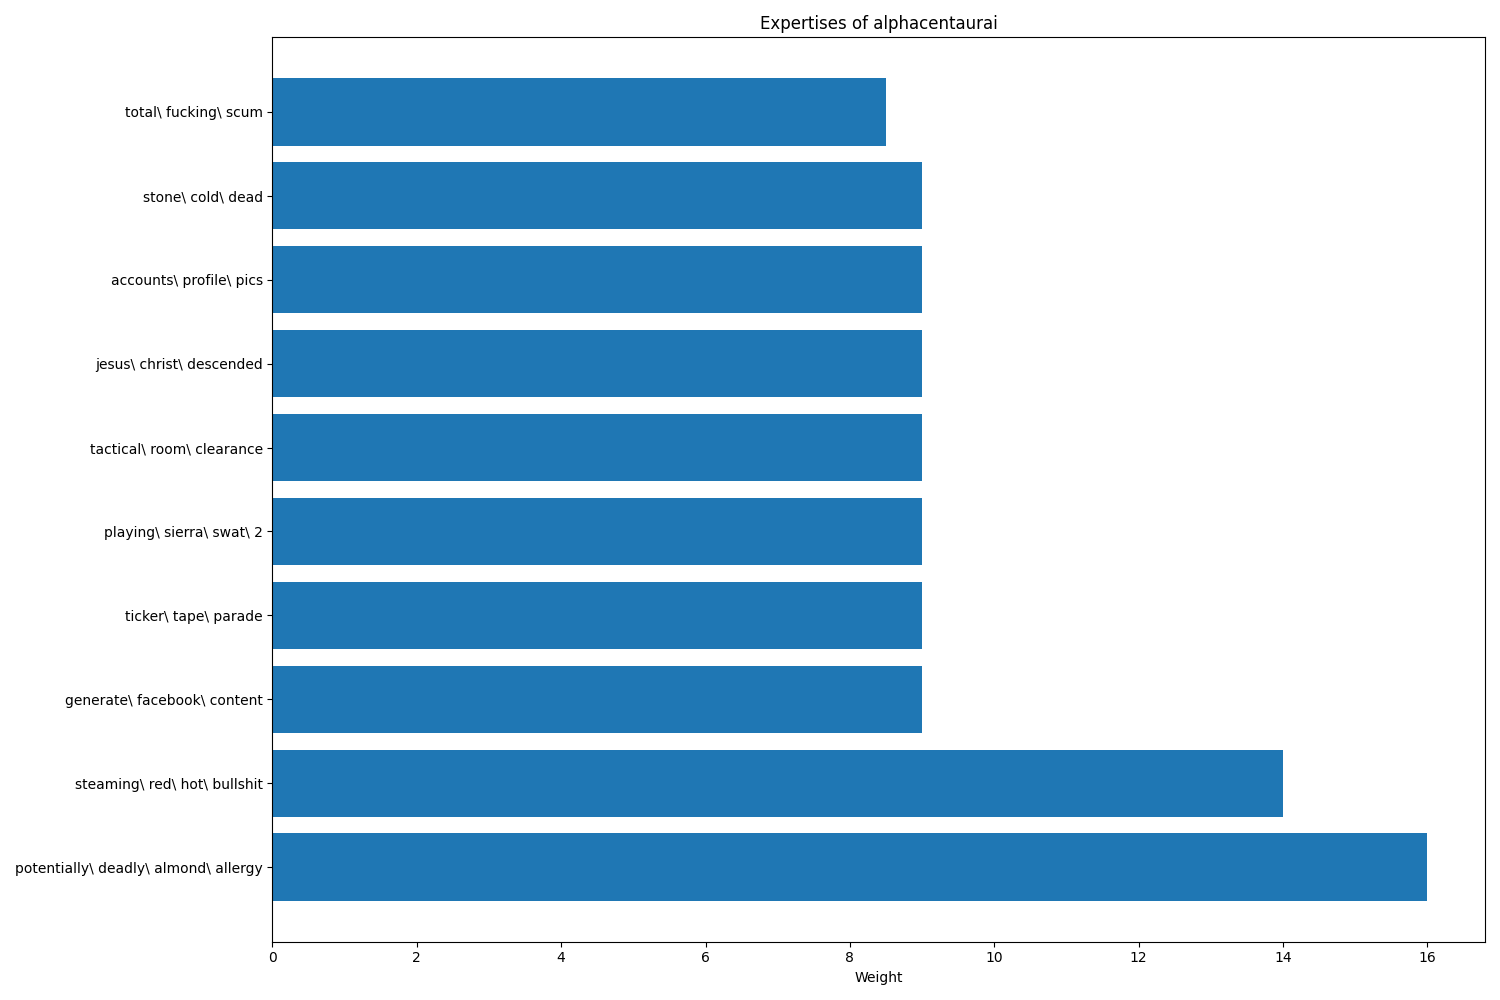 Expertises of alphacentaurai
total\ fucking\ scum
stone\ cold\ dead
accounts\ profile\ pics
jesus\ christ\ descended
tactical\ room\ clearance
playing\ sierra\ swat\ 2
ticker\ tape\ parade
generate\ facebook\ content
steaming\ red\ hot\ bullshit
potentially\ deadly\ almond\ allergy
0 2 4 6 8 10 12 14 16
Weight